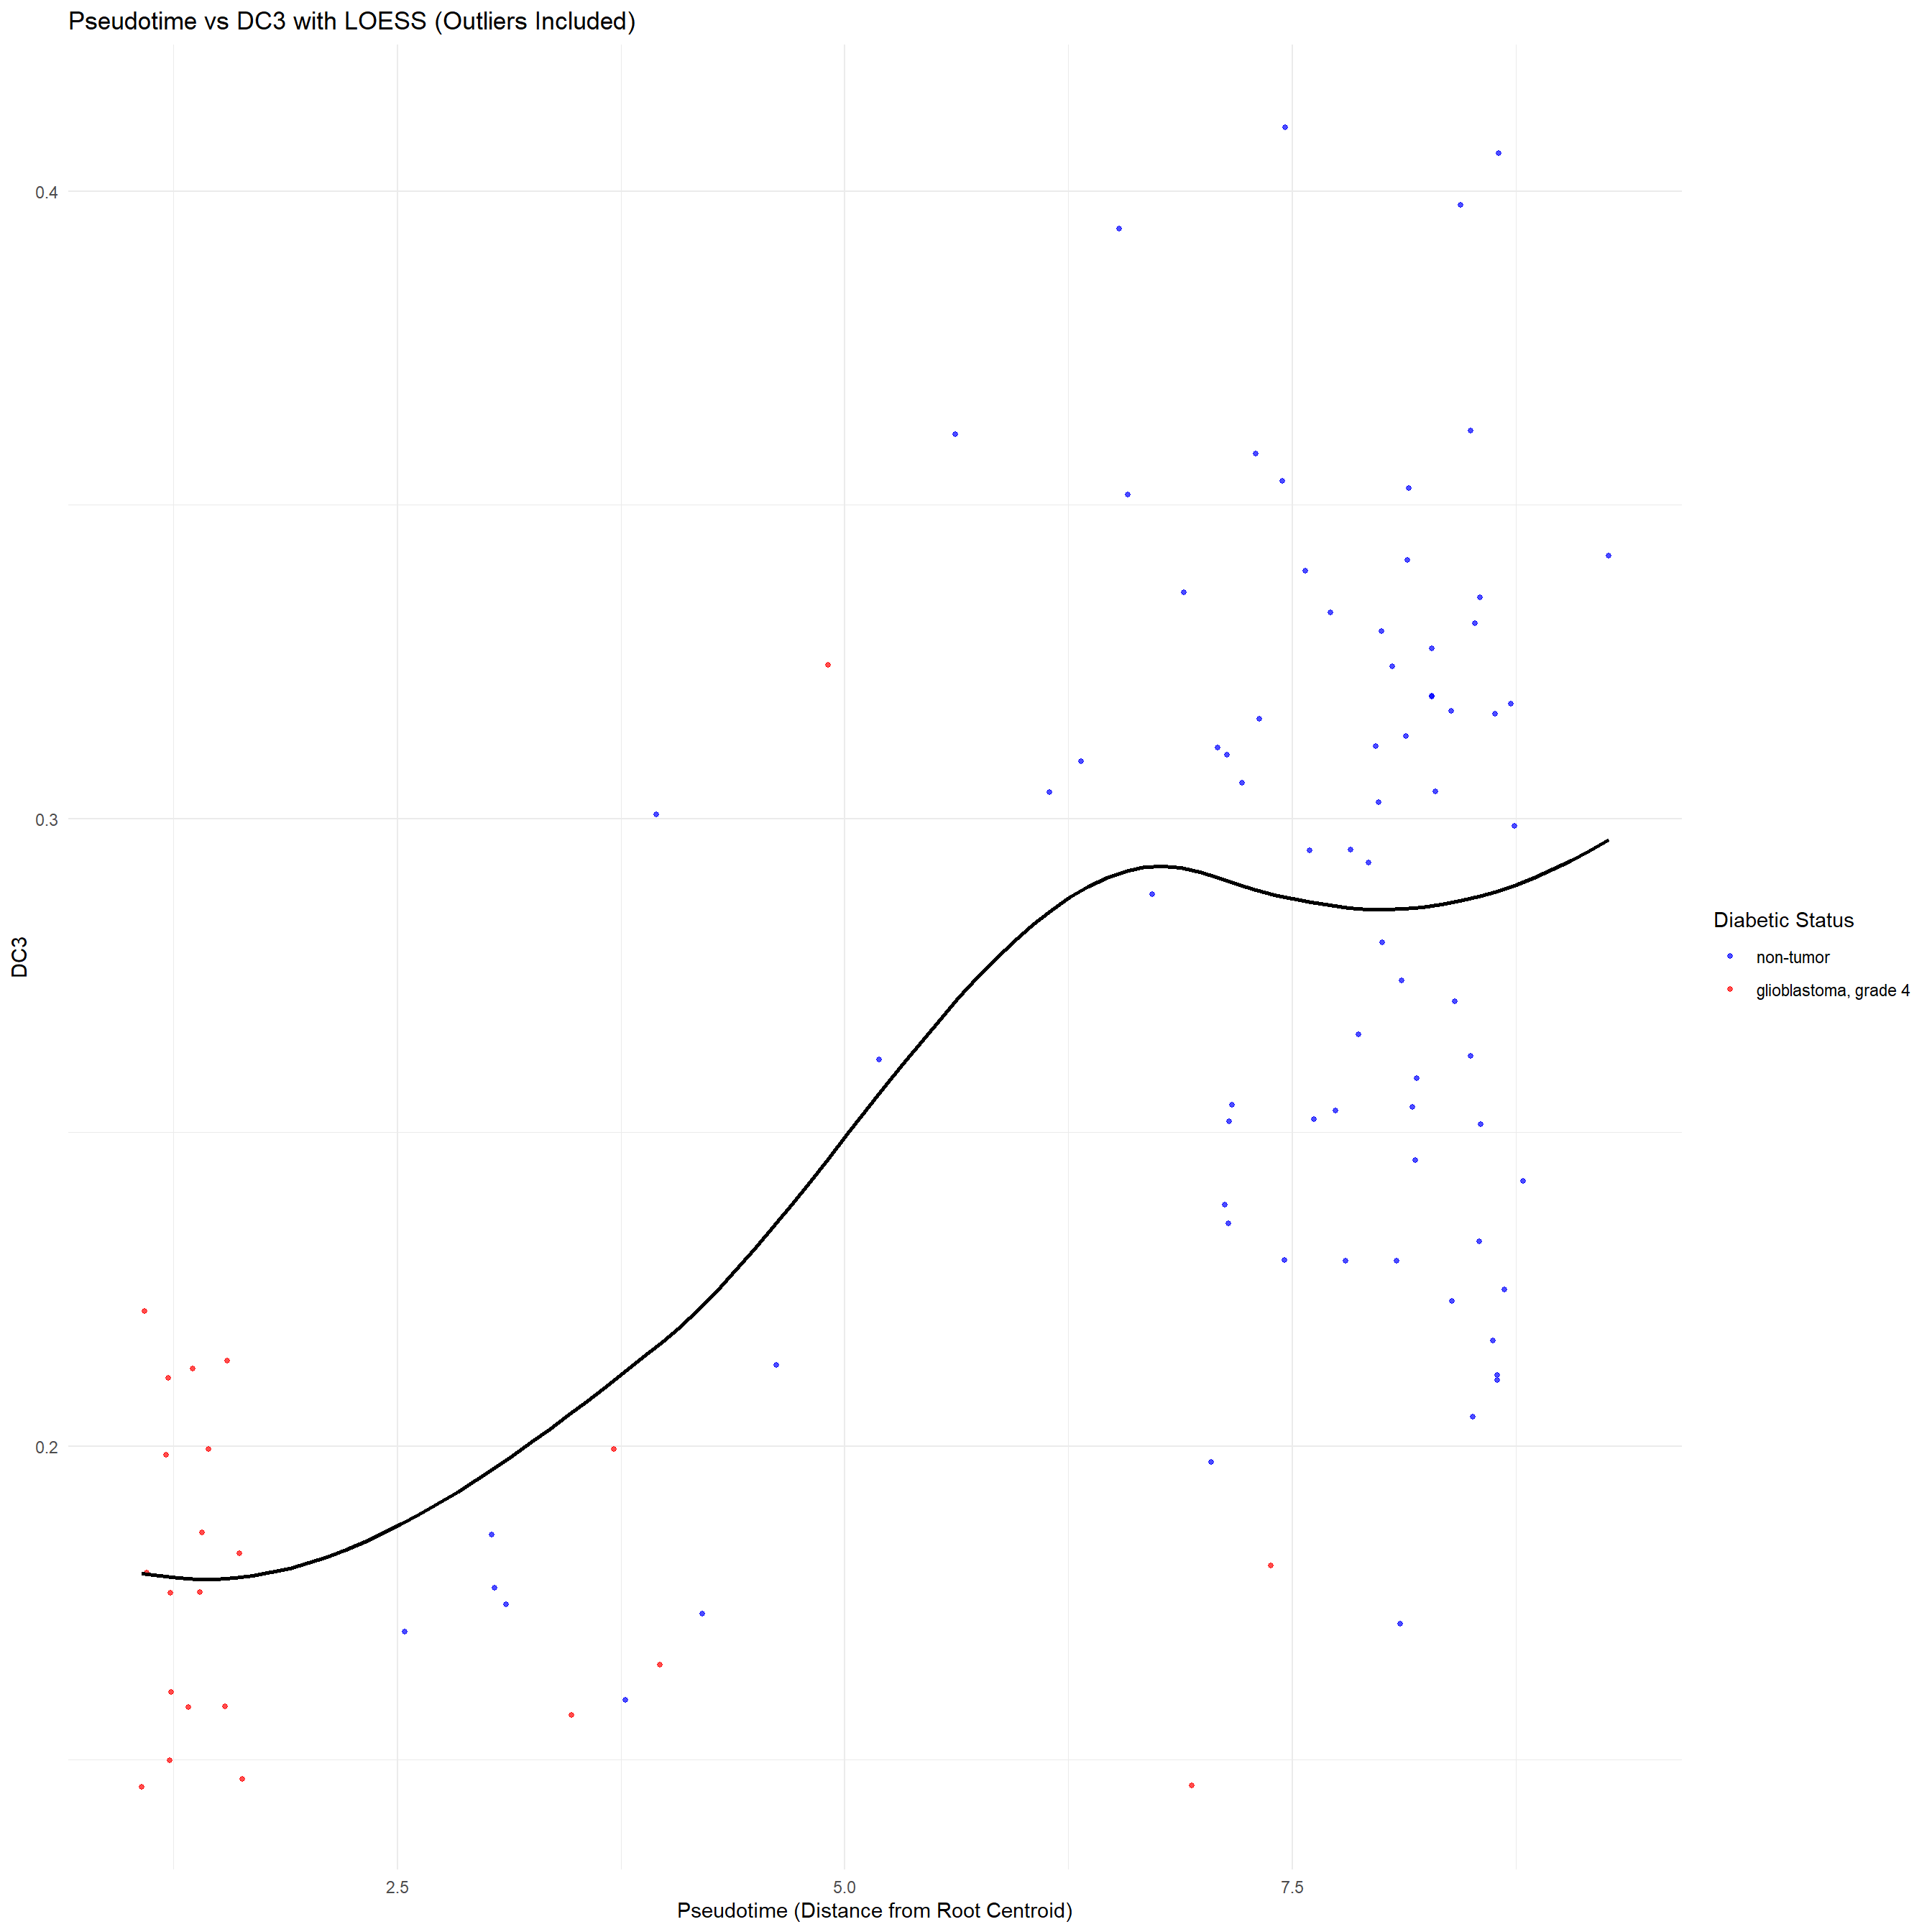 Pseudotime vs DC3 with LOESS (Outliers Included)
0.4
0.3
0.2
DC3
2.5
5.0
7.5
Pseudotime (Distance from Root Centroid)
Diabetic Status
non-tumor
glioblastoma, grade 4